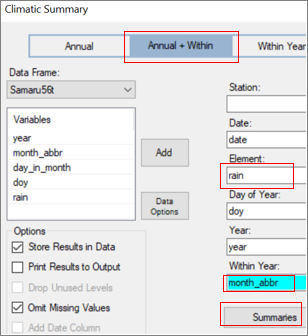 Climatic Summary
Annual
Annual + Within
Within Year
Data Frame:
Samaru56t
Variables
year
month_abbr
day_in_month
doy
rain
Add
Data
Options
Station:
Date:
date
Element:
rain
Day of Year:
doy
Year:
year
Within Year:
month_abbr
Options
Store Results in Data
Print Results to Output
Drop Unused Levels
Omit Missing Values
Add Date Column
Summaries